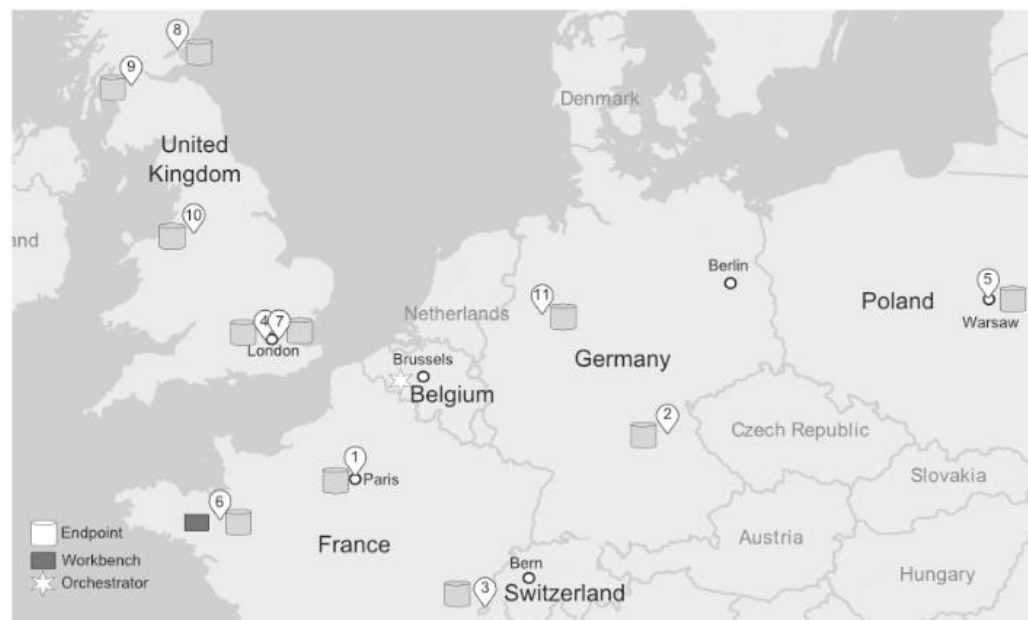 8
9
Denmark
United
Kingdom
10
and
Berlin
11
5
Netherlands
Poland
4
7
Warsaw
London
Germany
Brussels
Belgium
2
Czech Republic
1
Paris
Slovakia
6
Endpoint
France
Austria
Workbench
Bern
Hungary
Orchestrator
3
Switzerland